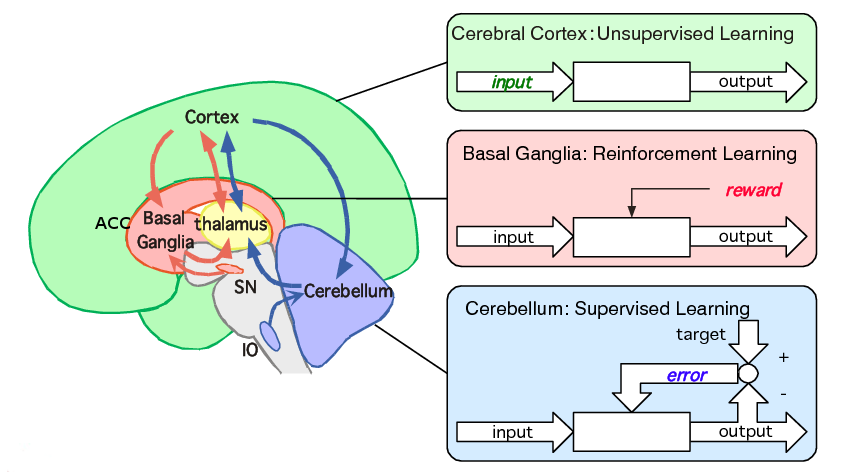 Cerebral Cortex: Unsupervised Learning
input
output
Cortex
Basal Ganglia: Reinforcement Learning
reward
input
output
ACC
Basal
Ganglia
thalamus
SN
Cerebellum
IO
Cerebellum: Supervised Learning
target
+
error
-
input
output